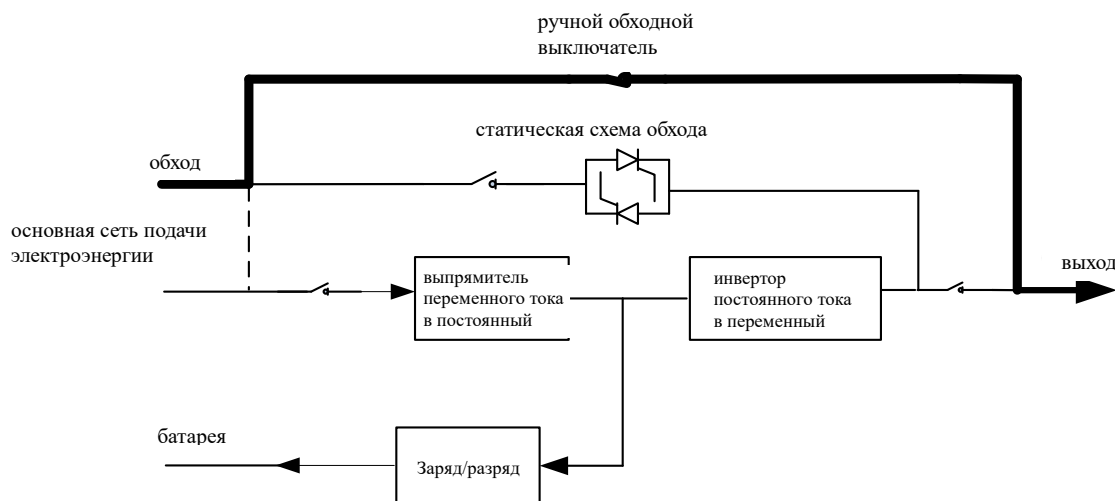 ручной обходной
выключатель
статическая схема обхода
обход
основная сеть подачи
электроэнергии
выход
выпрямитель
переменного тока
в постоянный
инвертор
постоянного тока
в переменный
батарея
Заряд/разряд